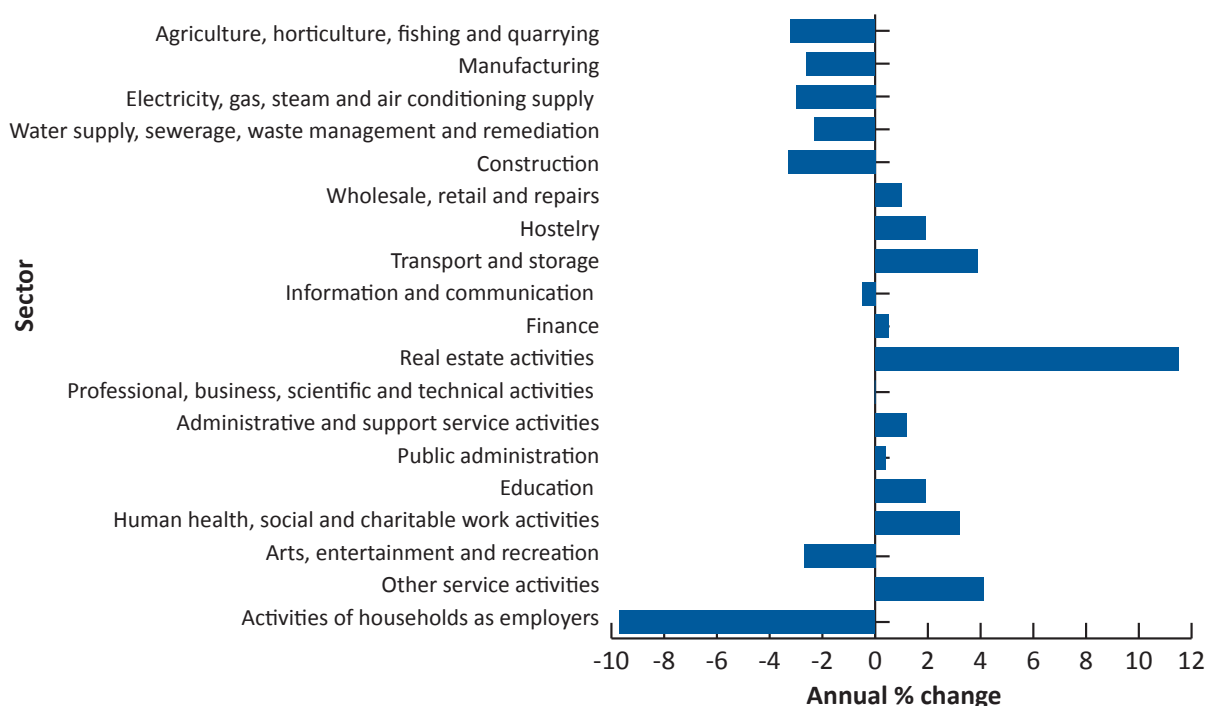 Agriculture, horticulture, fishing and quarrying
Manufacturing
Electricity, gas, steam and air conditioning supply
Water supply, sewerage, waste management and remediation
Construction
Wholesale, retail and repairs
Hostelry
Transport and storage
Information and communication
Finance
Real estate activities
Professional, business, scientific and technical activities
Administrative and support service activities
Public administration
Education
Human health, social and charitable work activities
Arts, entertainment and recreation
Other service activities
Activities of households as employers
Sector
-10 -8 -6 -4 -2 0 2 4 6 8 10 12
Annual % change